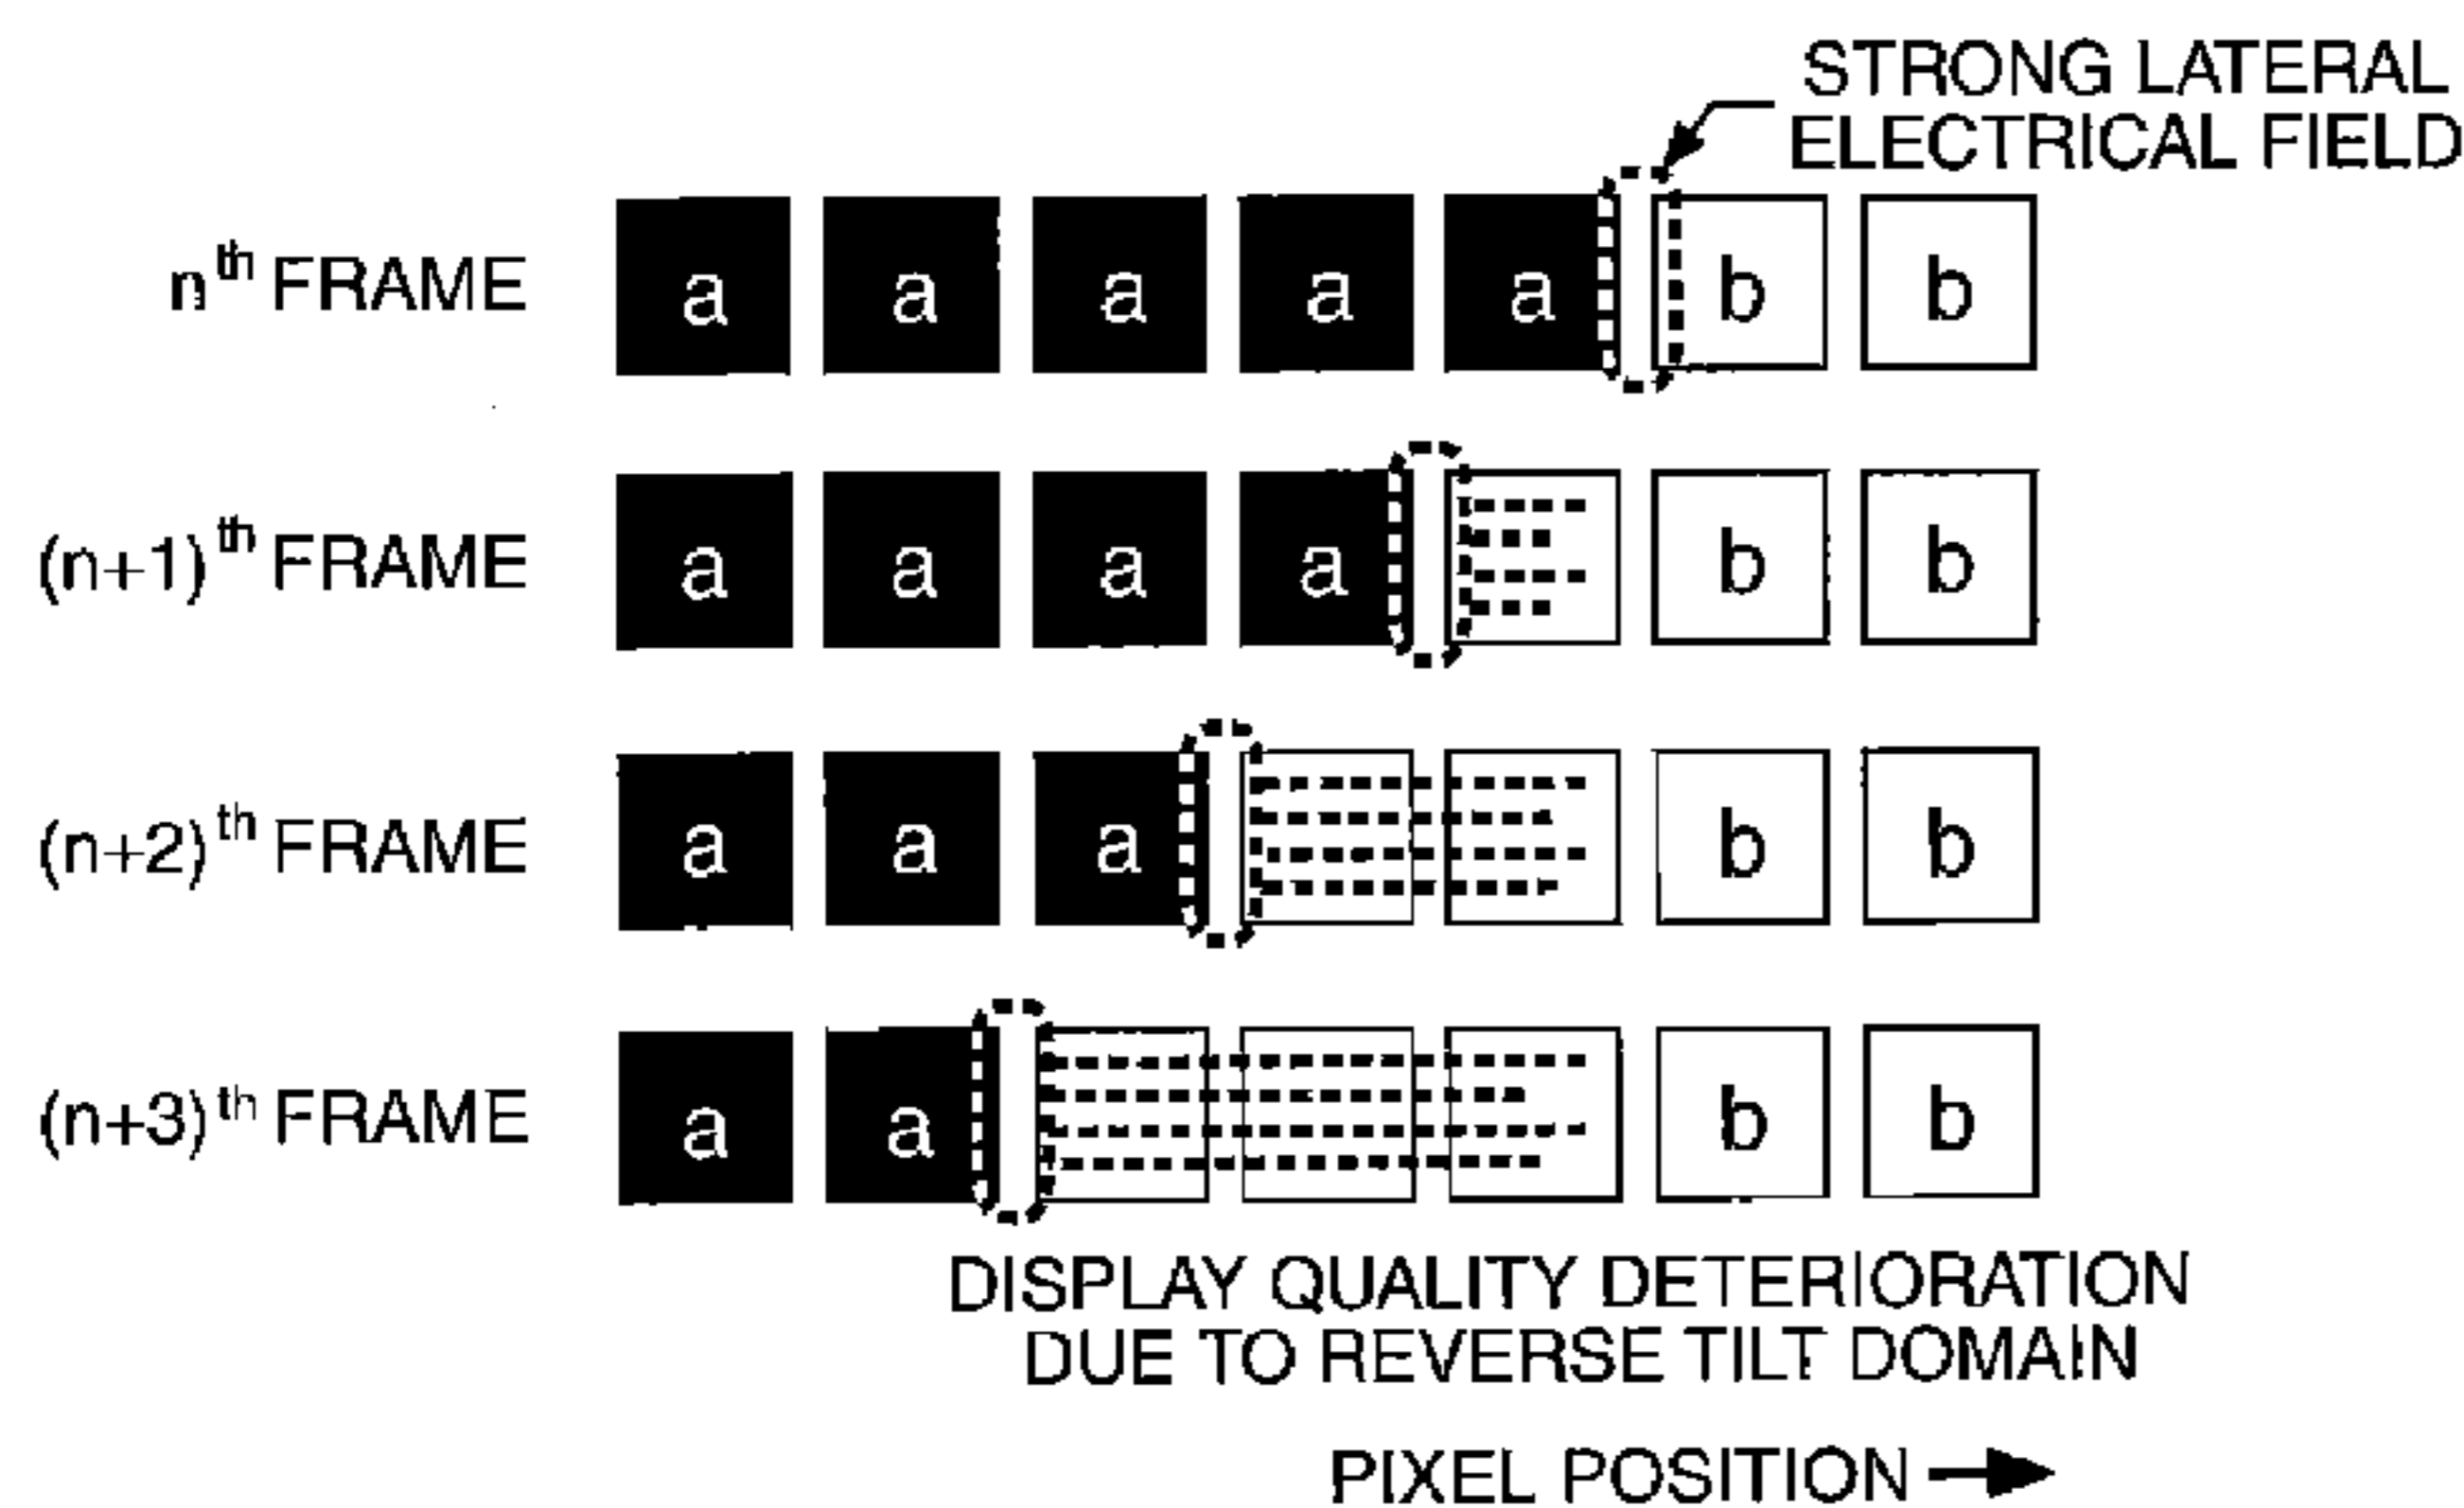 STRONG LATERAL
ELECTRICAL FIELD
nth FRAME a a a a a b b
(n+1)th FRAME a a a a b b
(n+2)th FRAME a a a b b
(n+3)th FRAME a a b b
DISPLAY QUALITY DETERIORATION
DUE TO REVERSE TILT DOMAIN
PIXEL POSITION